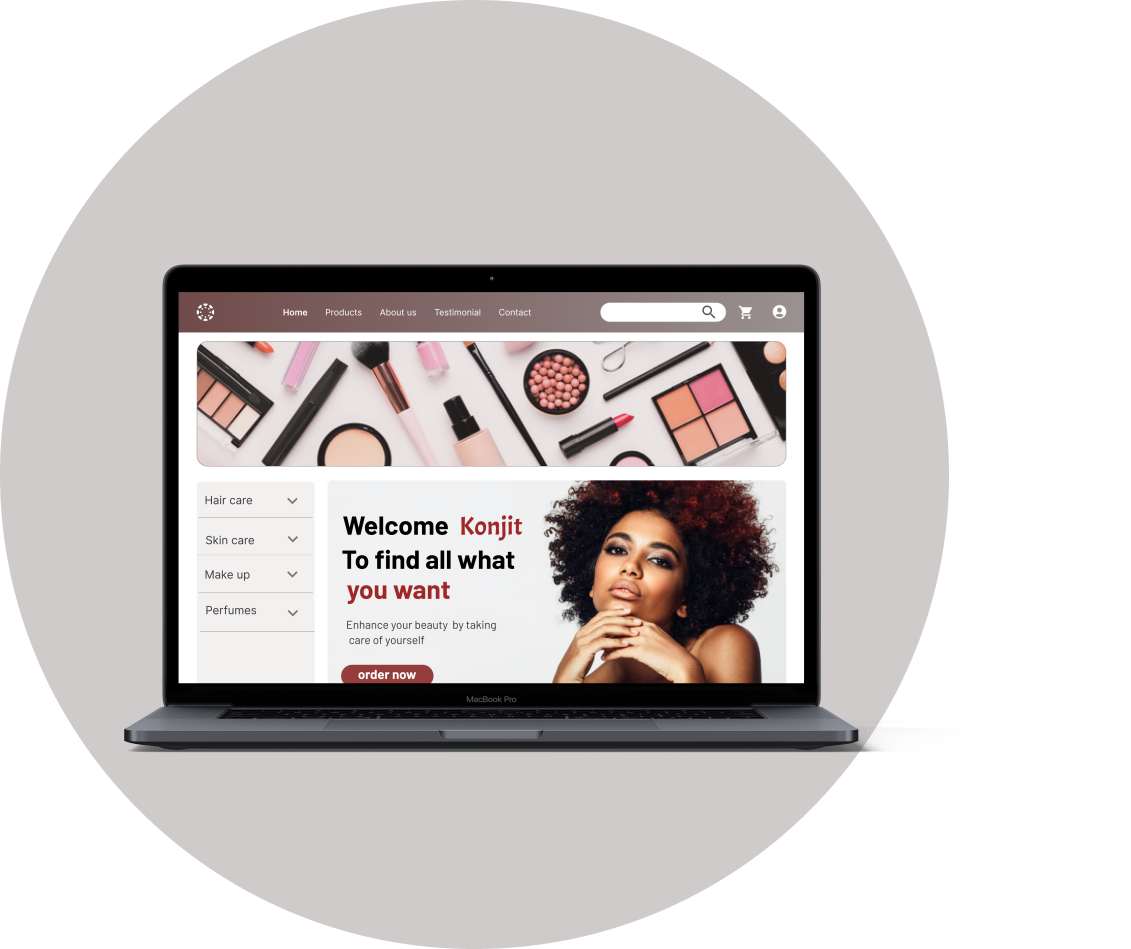 Home Products About us Testimonial Contact
Hair care
Skin care
Make up
Perfumes
Welcome Konjit
To find all what
you want
Enhance your beauty by taking
care of yourself
order now
MacBook Pro